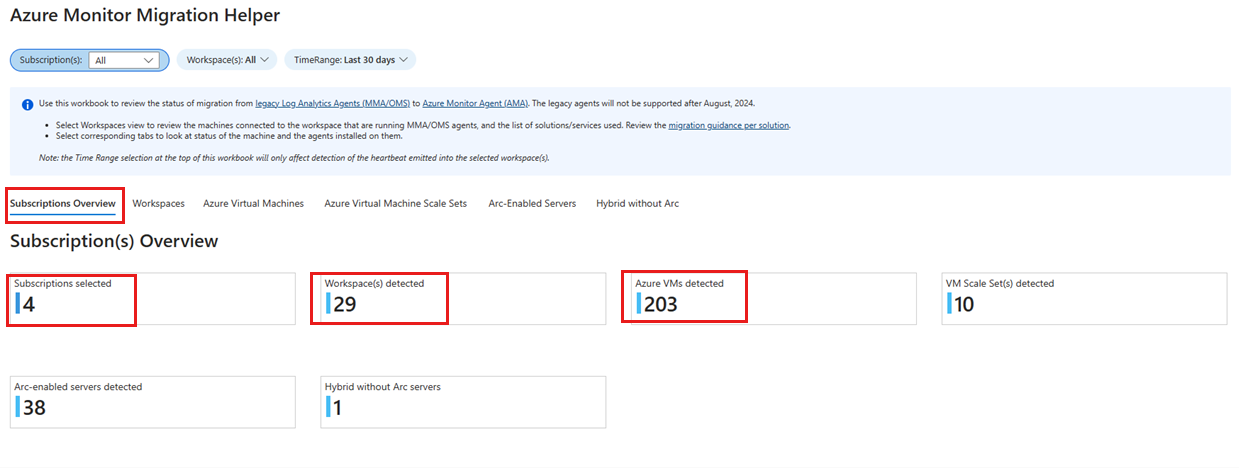 Azure Monitor Migration Helper
Subscription(s): All Workspace(s): All TimeRange: Last 30 days
Use this workbook to review the status of migration from legacy Log Analytics Agents (MMA/OMS) to Azure Monitor Agent (AMA). The legacy agents will not be supported after August, 2024.
• Select Workspaces view to review the machines connected to the workspace that are running MMA/OMS agents, and the list of solutions/services used. Review the migration guidance per solution.
• Select corresponding tabs to look at status of the machine and the agents installed on them.
Note: the Time Range selection at the top of this workbook will only affect detection of the heartbeat emitted into the selected workspace(s).
Subscriptions Overview Workspaces Azure Virtual Machines Azure Virtual Machine Scale Sets Arc-Enabled Servers Hybrid without Arc
Subscription(s) Overview
Subscriptions selected Workspace(s) detected Azure VMs detected VM Scale Set(s) detected
4 29 203 10
Arc-enabled servers detected Hybrid without Arc servers
38 1